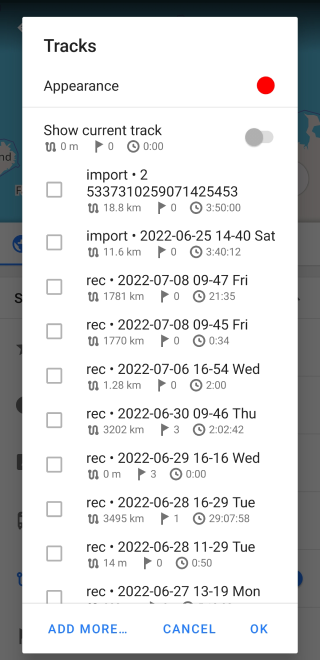 Tracks
Appearance
Show current track
0 m 0 0:00
import • 2
5337310259071425453
18.8 km 0 3:50:00
import • 2022-06-25 14-40 Sat
11.6 km 0 3:40:12
rec • 2022-07-08 09-47 Fri
1781 km 0 21:35
rec • 2022-07-08 09-45 Fri
1770 km 0 0:34
rec • 2022-07-06 16-54 Wed
1.28 km 0 2:00
rec • 2022-06-30 09-46 Thu
3202 km 3 2:02:42
rec • 2022-06-29 16-16 Wed
0 m 3 0:00
rec • 2022-06-28 16-29 Tue
3495 km 1 29:07:58
rec • 2022-06-28 11-29 Tue
14 m 0 0:50
rec • 2022-06-27 13-19 Mon
ADD MORE… CANCEL OK